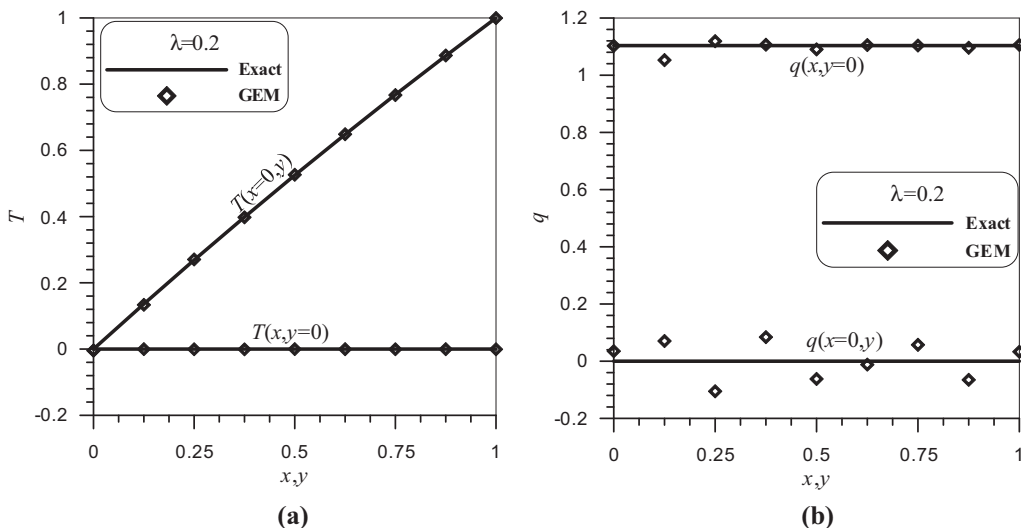 1
0.8
0.6
0.4
0.2
0
-0.2
T
λ=0.2
Exact
GEM
T(x=0,y)
T(x,y=0)
0
0.25
0.5
0.75
1
x,y
(a)
1.2
1
0.8
0.6
0.4
0.2
0
-0.2
q
q(x,y=0)
λ=0.2
Exact
GEM
q(x=0,y)
0
0.25
0.5
0.75
1
x,y
(b)